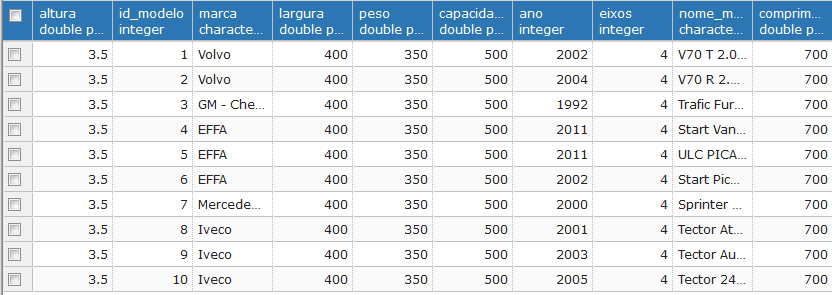 altura id_modelo marca largura peso capacida... ano eixos nome_m... comprim...
double p... integer characte... double p... double p... double p... integer integer characte... double p...
3.5 1 Volvo 400 350 500 2002 4 V70 T 2.0... 700
3.5 2 Volvo 400 350 500 2004 4 V70 R 2.... 700
3.5 3 GM - Che... 400 350 500 1992 4 Trafic Fur... 700
3.5 4 EFFA 400 350 500 2011 4 Start Van... 700
3.5 5 EFFA 400 350 500 2011 4 ULC PICA... 700
3.5 6 EFFA 400 350 500 2002 4 Start Pic... 700
3.5 7 Mercede... 400 350 500 2000 4 Sprinter ... 700
3.5 8 Iveco 400 350 500 2001 4 Tector At... 700
3.5 9 Iveco 400 350 500 2003 4 Tector Au... 700
3.5 10 Iveco 400 350 500 2005 4 Tector 24... 700